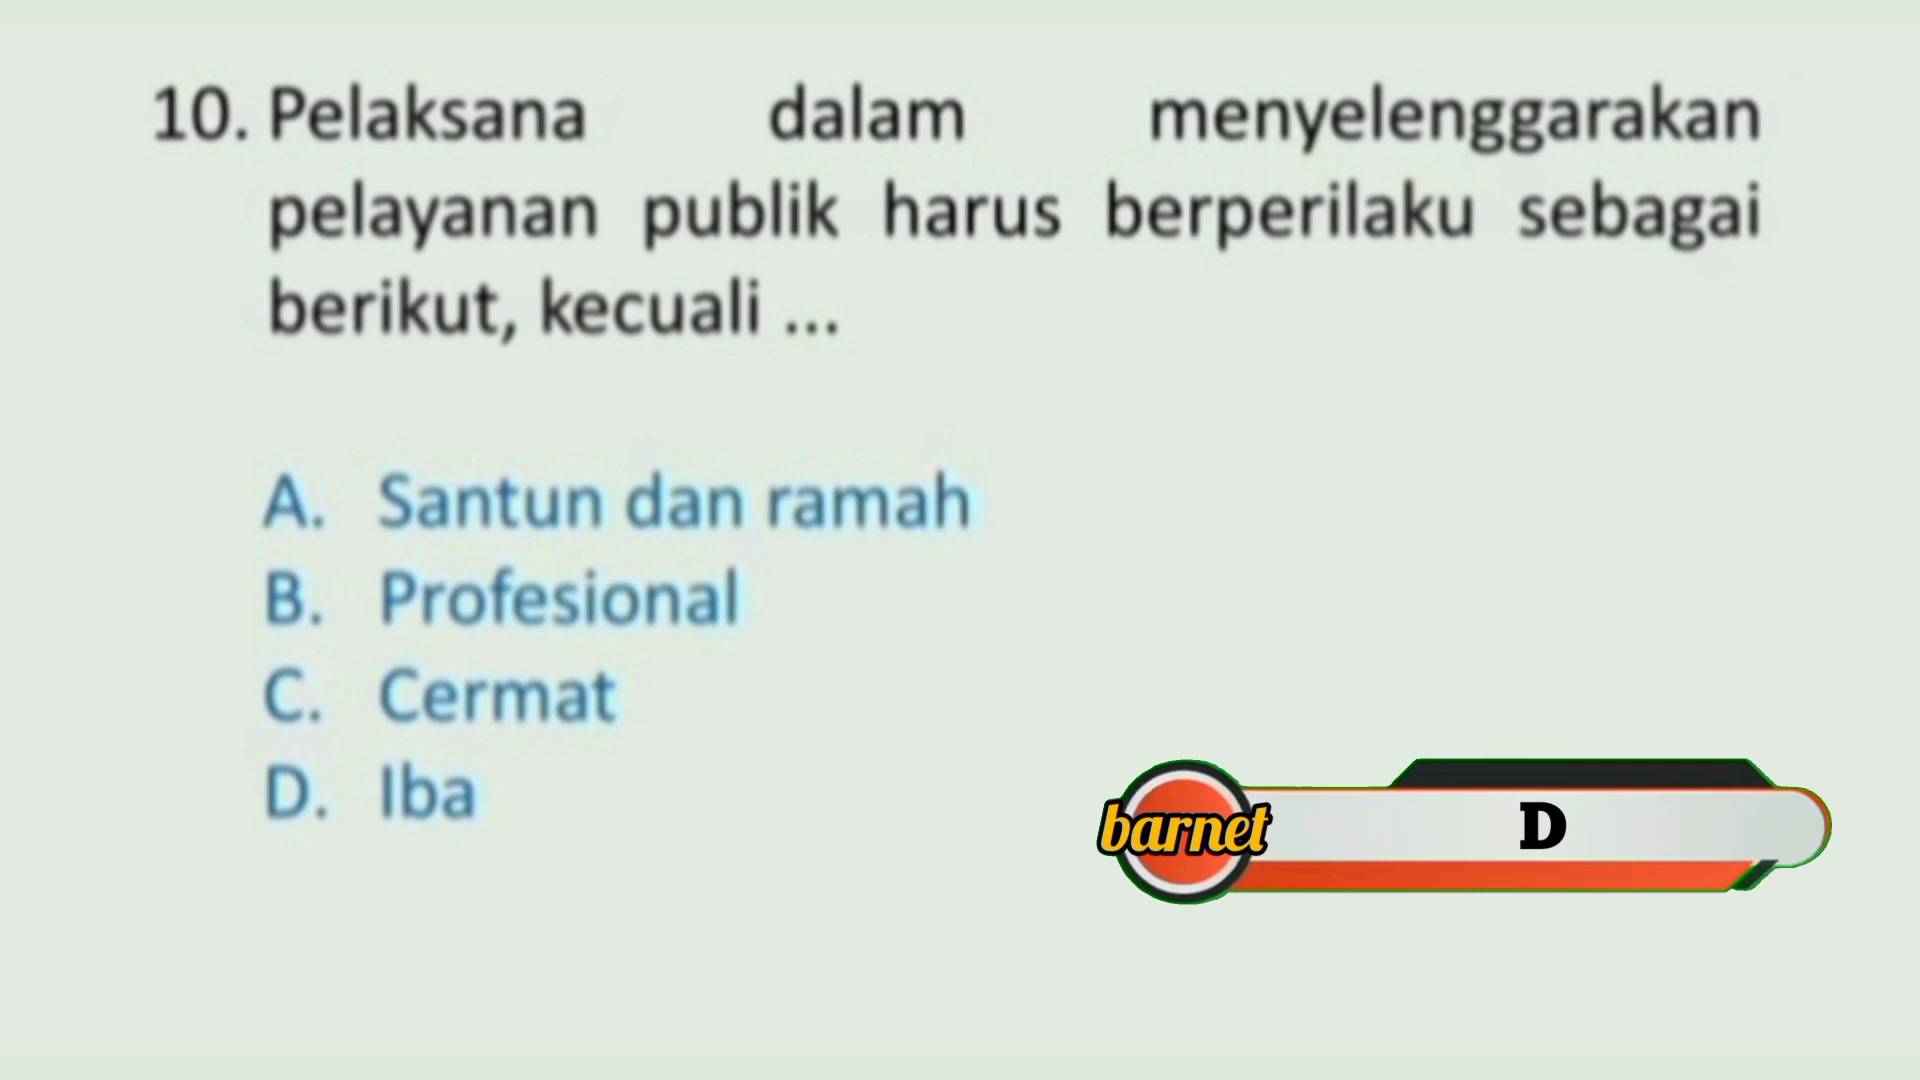 10. Pelaksana dalam menyelenggarakan
pelayanan publik harus berperilaku sebagai
berikut, kecuali ...
A. Santun dan ramah
B. Profesional
C. Cermat
D. Iba
barnet
D